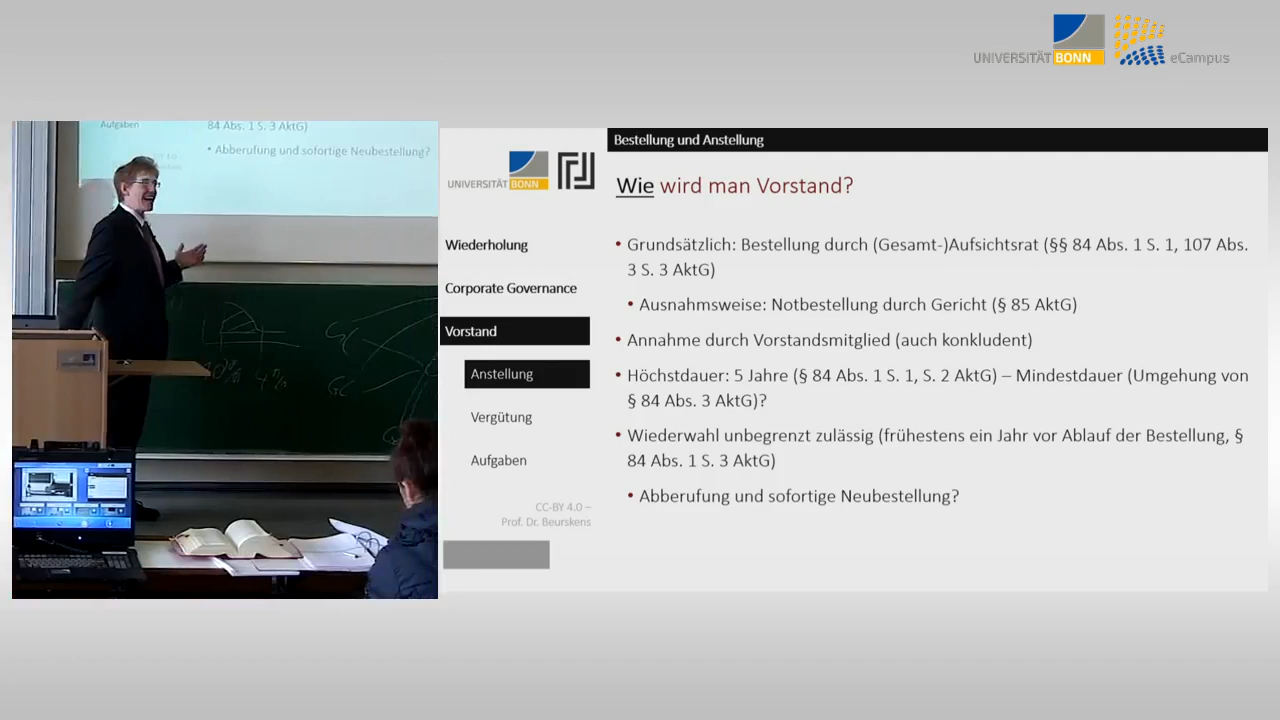 UNIVERSITÄT BONN
eCampus
Aufgaben
84 Abs. 1 S. 3 AktG)
• Abberufung und sofortige Neubestellung?
UNIVERSITÄT BONN
Wiederholung
Corporate Governance
Vorstand
Anstellung
Vergütung
Aufgaben
CC-BY 4.0 –
Prof. Dr. Beurskens
Bestellung und Anstellung
Wie wird man Vorstand?
• Grundsätzlich: Bestellung durch (Gesamt-)Aufsichtsrat (§§ 84 Abs. 1 S. 1, 107 Abs.
3 S. 3 AktG)
• Ausnahmsweise: Notbestellung durch Gericht (§ 85 AktG)
• Annahme durch Vorstandsmitglied (auch konkludent)
• Höchstdauer: 5 Jahre (§ 84 Abs. 1 S. 1, S. 2 AktG) – Mindestdauer (Umgehung von
§ 84 Abs. 3 AktG)?
• Wiederwahl unbegrenzt zulässig (frühestens ein Jahr vor Ablauf der Bestellung, §
84 Abs. 1 S. 3 AktG)
• Abberufung und sofortige Neubestellung?